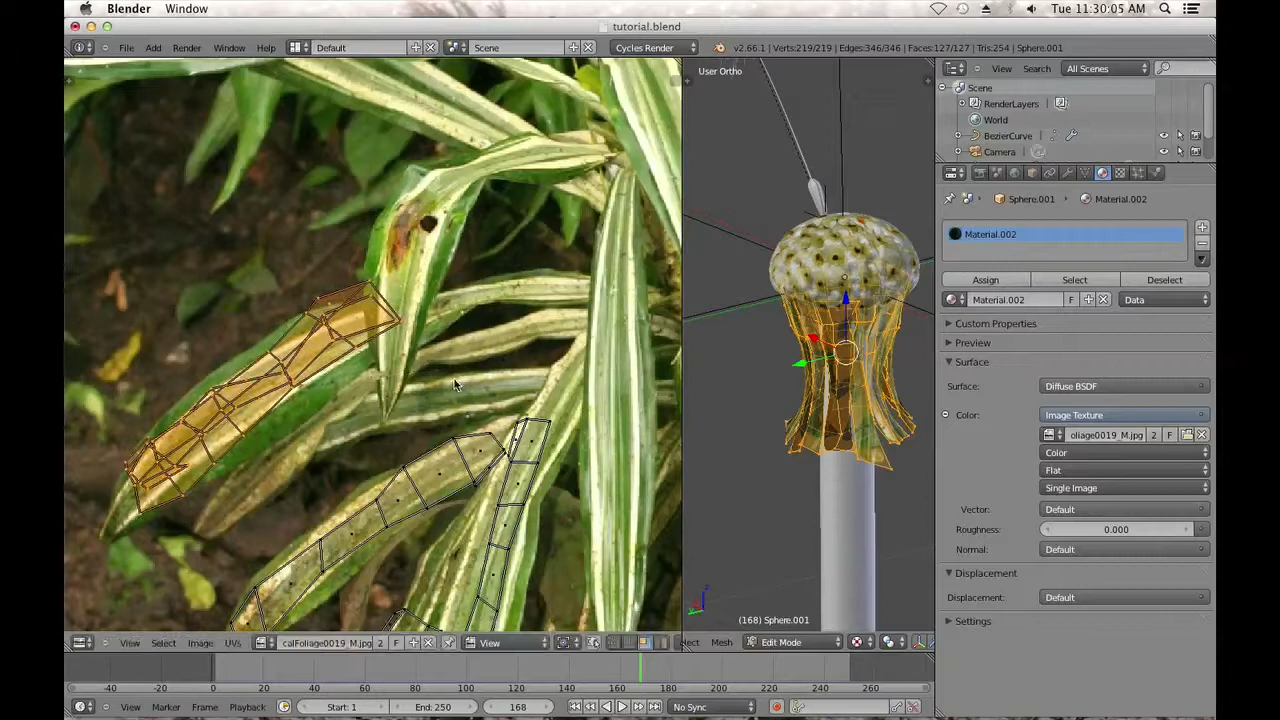 Blender Window Tue 11:30:05 AM
tutorial.blend
File Add Render Window Help Default Scene Cycles Render v2.66.1 | Verts:219/219 | Edges:346/346 | Faces:127/127 | Tris:254 | Sphere.001
User Ortho
View Search All Scenes
Scene
RenderLayers
World
BezierCurve
Camera
Sphere.001 Material.002
Material.002
Assign Select Deselect
Material.002 F Data
Custom Properties
Preview
Surface
Surface: Diffuse BSDF
Color: Image Texture
oliage0019_M.jpg 2 F
Color
Flat
Single Image
Vector: Default
Roughness: 0.000
Normal: Default
Displacement
Displacement: Default
Settings
z
y
(168) Sphere.001
View Select Image UVs calFoliage0019_M.jpg 2 F View elect Mesh Edit Mode
-40 -20 0 20 40 60 80 100 120 140 160 180 200 220 240 260
View Marker Frame Playback Start: 1 End: 250 168 No Sync